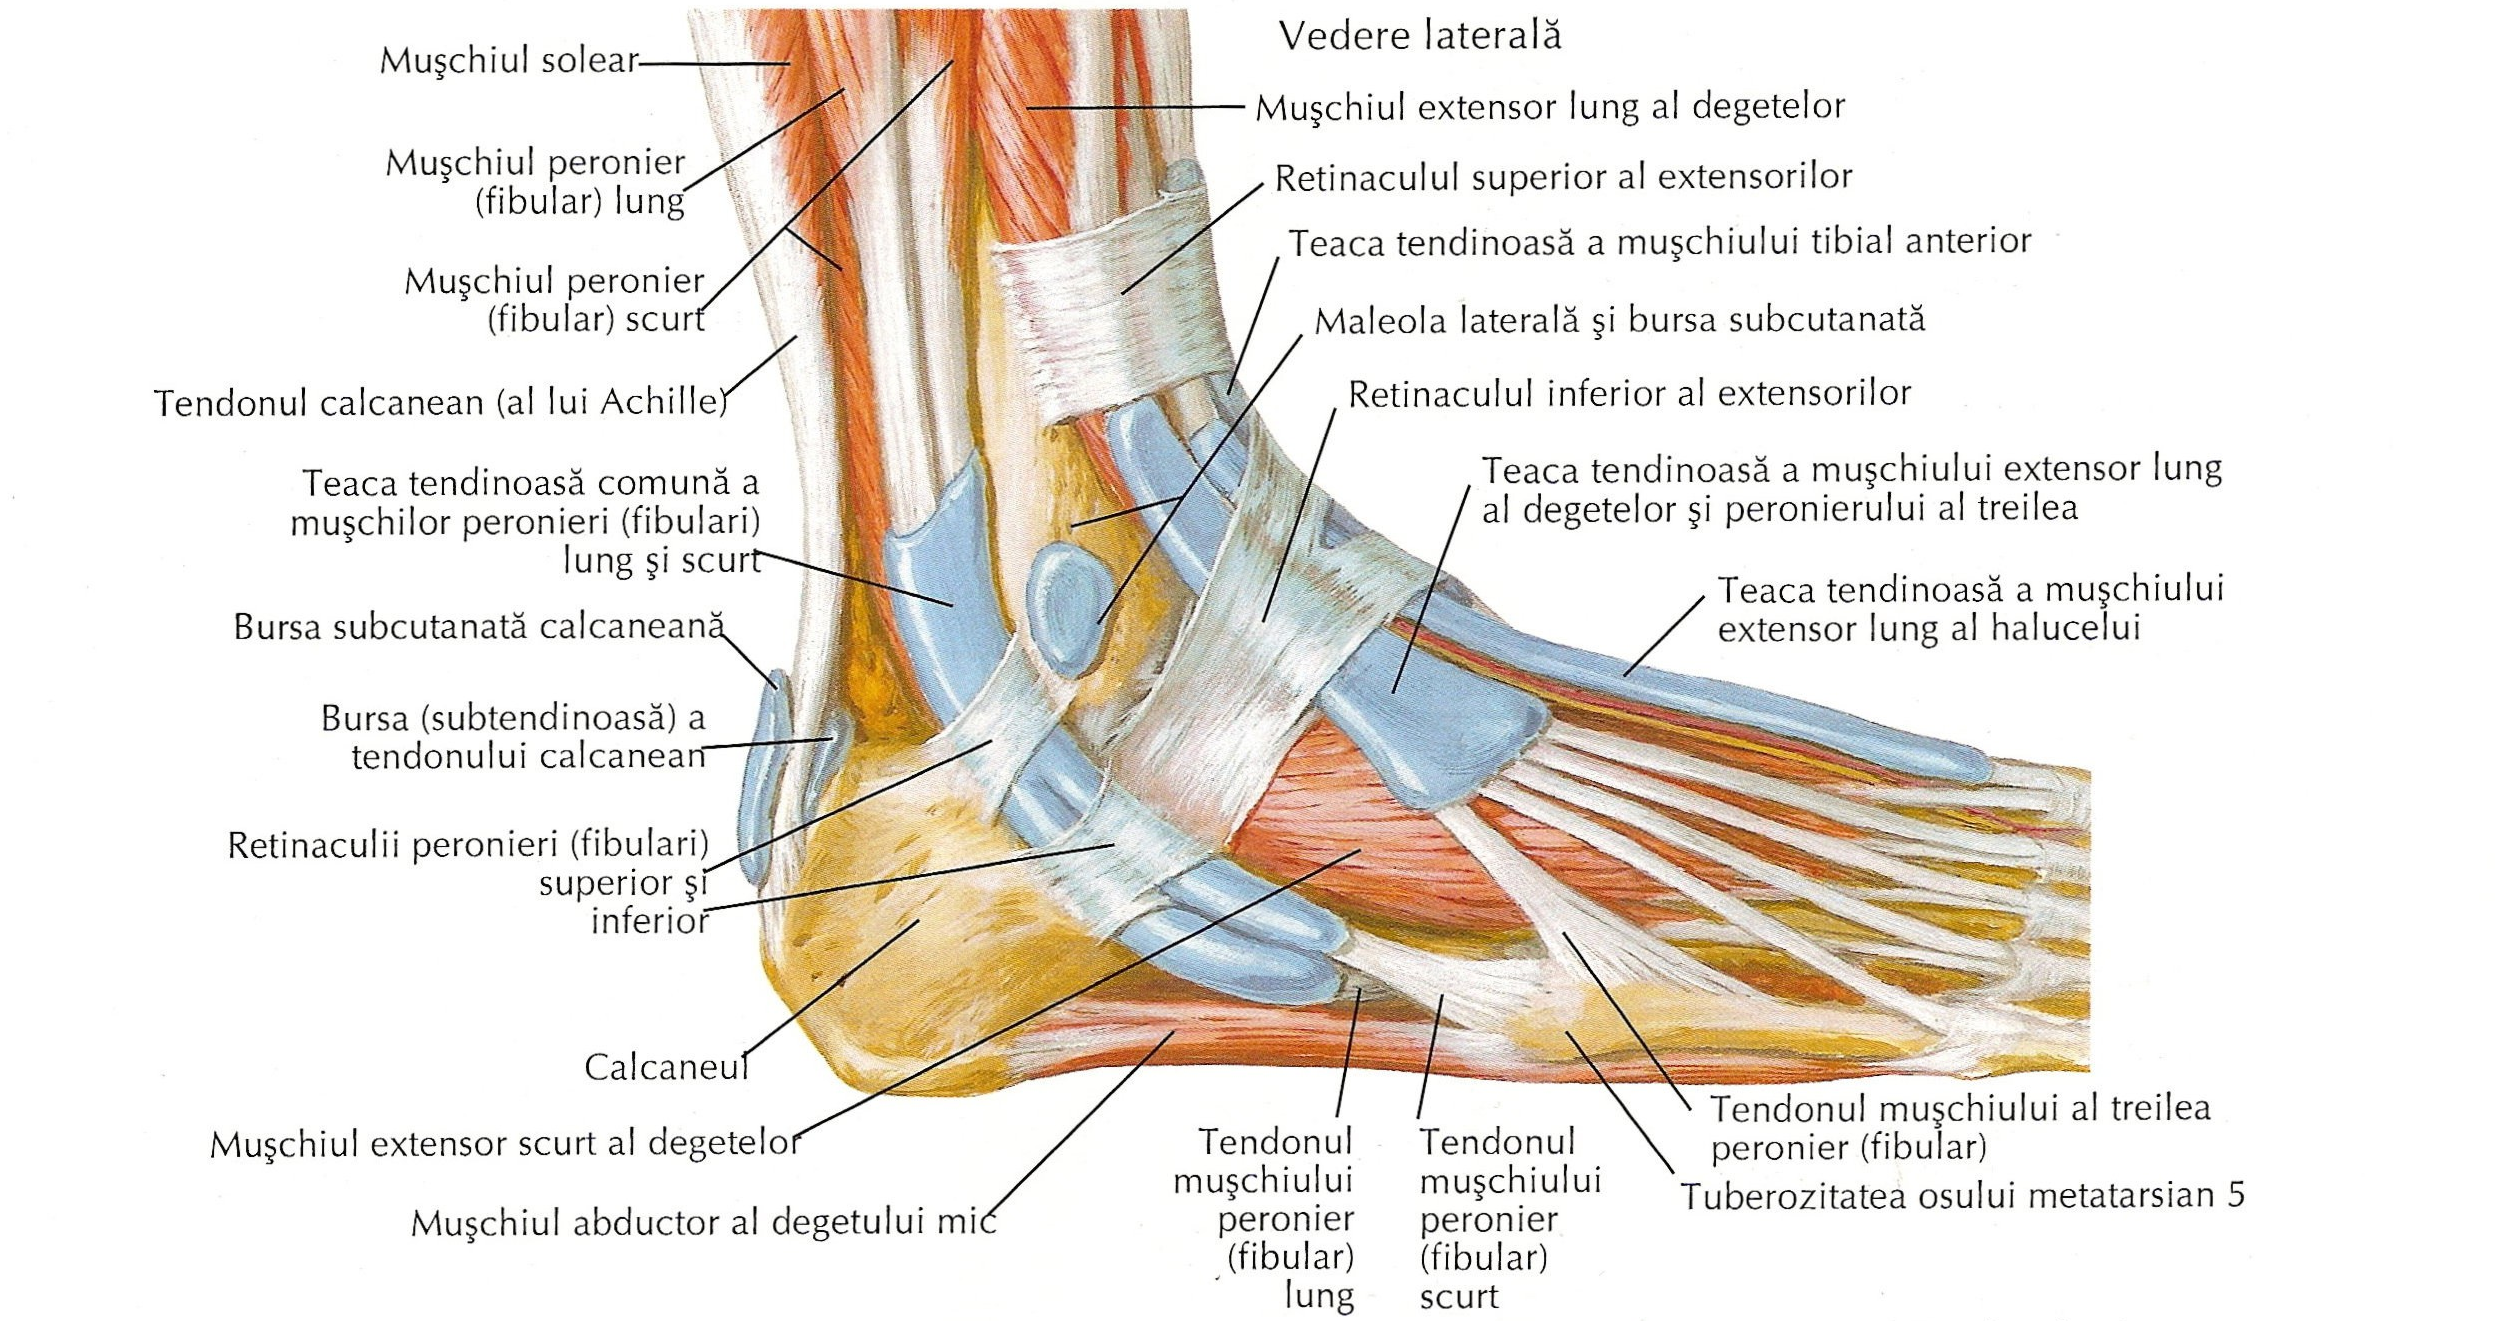 Vedere laterală
Muşchiul solear
Muşchiul peronier
(fibular) lung
Muşchiul peronier
(fibular) scurt
Tendonul calcanean (al lui Achille)
Teaca tendinoasă comună a
muşchilor peronieri (fibulari)
lung şi scurt
Bursa subcutanată calcaneană
Bursa (subtendinoasă) a
tendonului calcanean
Retinaculii peronieri (fibulari)
superior şi
inferior
Calcaneul
Muşchiul extensor scurt al degetelor
Muşchiul abductor al degetului mic
Muşchiul extensor lung al degetelor
Retinaculul superior al extensorilor
Teaca tendinoasă a muşchiului tibial anterior
Maleola laterală şi bursa subcutanată
Retinaculul inferior al extensorilor
Teaca tendinoasă a muşchiului extensor lung
al degetelor şi peronierului al treilea
Teaca tendinoasă a muşchiului
extensor lung al halucelui
Tendonul muşchiului al treilea
peronier (fibular)
Tuberozitatea osului metatarsian 5
Tendonul
muşchiului
peronier
(fibular)
lung
Tendonul
muşchiului
peronier
(fibular)
scurt